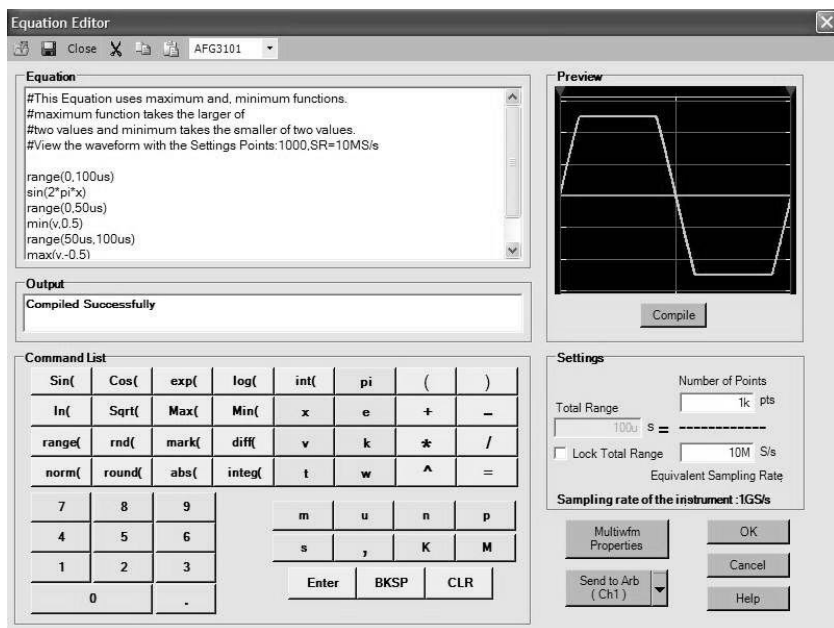 Equation Editor
Close AFG3101
Equation
#This Equation uses maximum and, minimum functions.
#maximum function takes the larger of
#two values and minimum takes the smaller of two values.
#View the waveform with the Settings Points:1000,SR=10MS/s
range(0,100us)
sin(2*pi*x)
range(0,50us)
min(v,0.5)
range(50us,100us)
max(v,-0.5)
Output
Compiled Successfully
Preview
Compile
Command List
Sin( Cos( exp( log( int( pi ( )
ln( Sqrt( Max( Min( x e + –
range( rnd( mark( diff( v k * /
norm( round( abs( integ( t w ^ =
7 8 9
4 5 6
1 2 3
0 .
m u n p
s , K M
Enter BKSP CLR
Settings
Number of Points
1k pts
Total Range
100u s = ------------
Lock Total Range 10M S/s
Equivalent Sampling Rate
Sampling rate of the instrument :1GS/s
Multiwfm
Properties
OK
Cancel
Send to Arb
( Ch1 )
Help